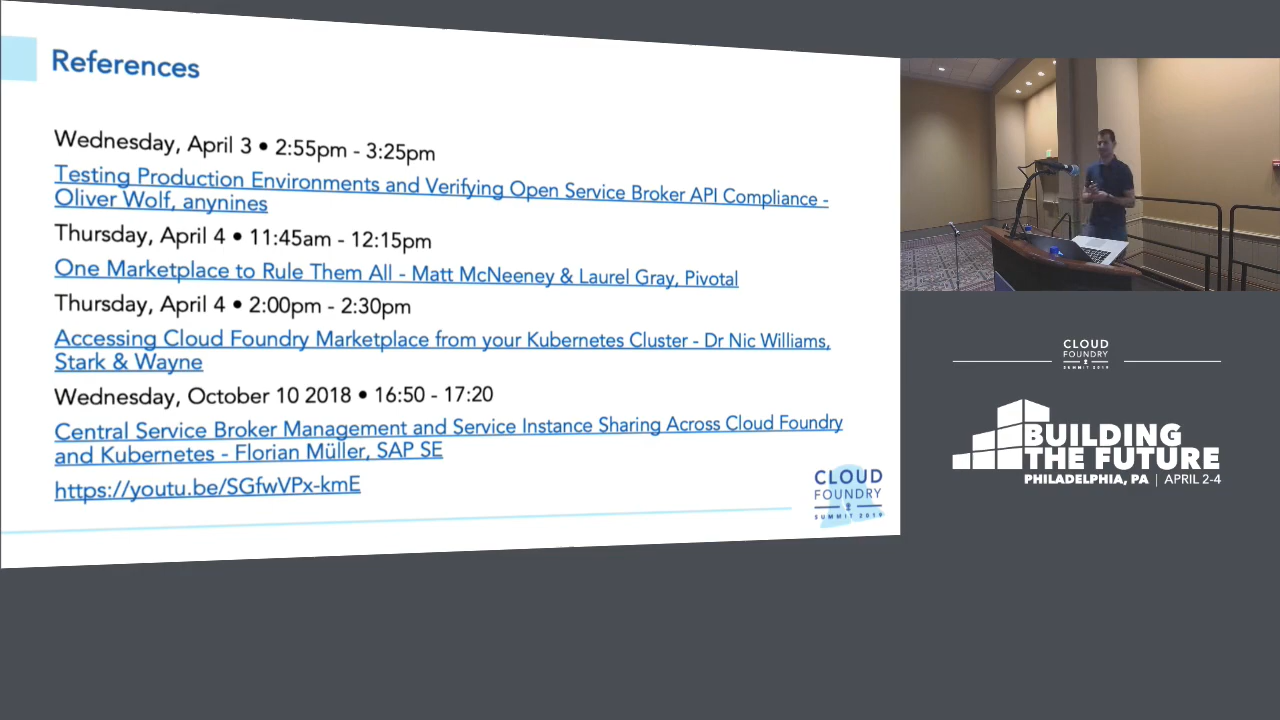 References
Wednesday, April 3 • 2:55pm - 3:25pm
Testing Production Environments and Verifying Open Service Broker API Compliance -
Oliver Wolf, anynines
Thursday, April 4 • 11:45am - 12:15pm
One Marketplace to Rule Them All - Matt McNeeney & Laurel Gray, Pivotal
Thursday, April 4 • 2:00pm - 2:30pm
Accessing Cloud Foundry Marketplace from your Kubernetes Cluster - Dr Nic Williams,
Stark & Wayne
Wednesday, October 10 2018 • 16:50 - 17:20
Central Service Broker Management and Service Instance Sharing Across Cloud Foundry
and Kubernetes - Florian Müller, SAP SE
https://youtu.be/SGfwVPx-kmE
CLOUD
FOUNDRY
SUMMIT 2019
CLOUD
FOUNDRY
SUMMIT 2019
BUILDING
THE FUTURE
PHILADELPHIA, PA | APRIL 2-4